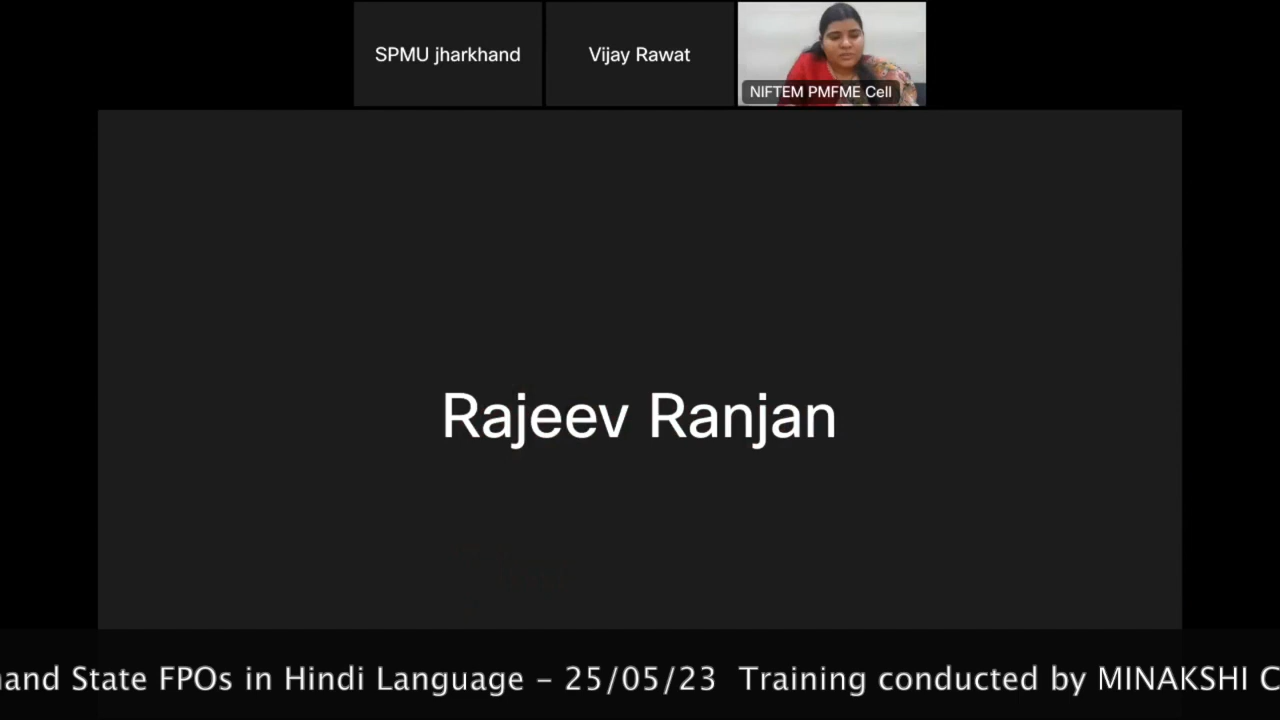 SPMU jharkhand
Vijay Rawat
NIFTEM PMFME Cell
Rajeev Ranjan
State FPOs in Hindi Language – 25/05/23 Training conducted by MINAKSHI